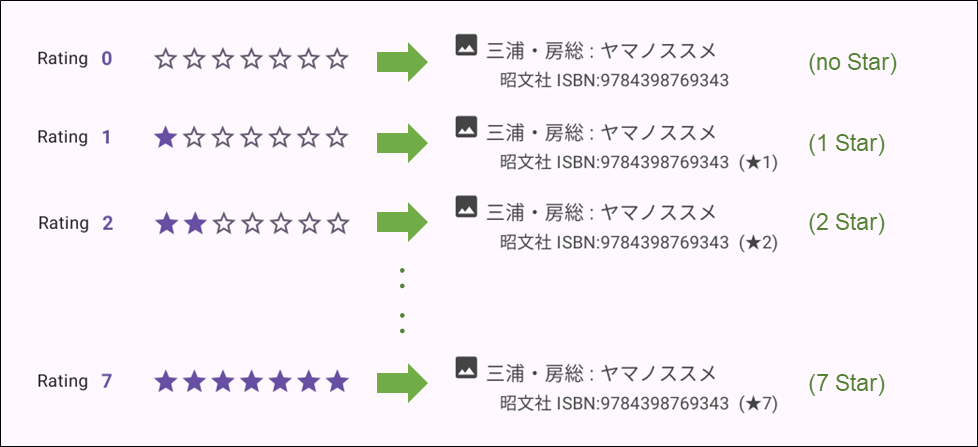 Rating 0 ☆☆☆☆☆☆☆ 三浦・房総 : ヤマノススメ (no Star)
昭文社 ISBN:9784398769343
Rating 1 ★☆☆☆☆☆☆ 三浦・房総 : ヤマノススメ (1 Star)
昭文社 ISBN:9784398769343 (★1)
Rating 2 ★★☆☆☆☆☆ 三浦・房総 : ヤマノススメ (2 Star)
昭文社 ISBN:9784398769343 (★2)
Rating 7 ★★★★★★★ 三浦・房総 : ヤマノススメ (7 Star)
昭文社 ISBN:9784398769343 (★7)